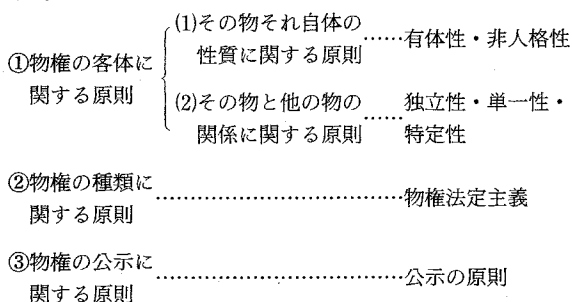 ①物権の客体に
関する原則
(1)その物それ自体の
性質に関する原則……有体性・非人格性
(2)その物と他の物の
関係に関する原則……独立性・単一性・
特定性
②物権の種類に
関する原則……………………………物権法定主義
③物権の公示に
関する原則……………………………公示の原則